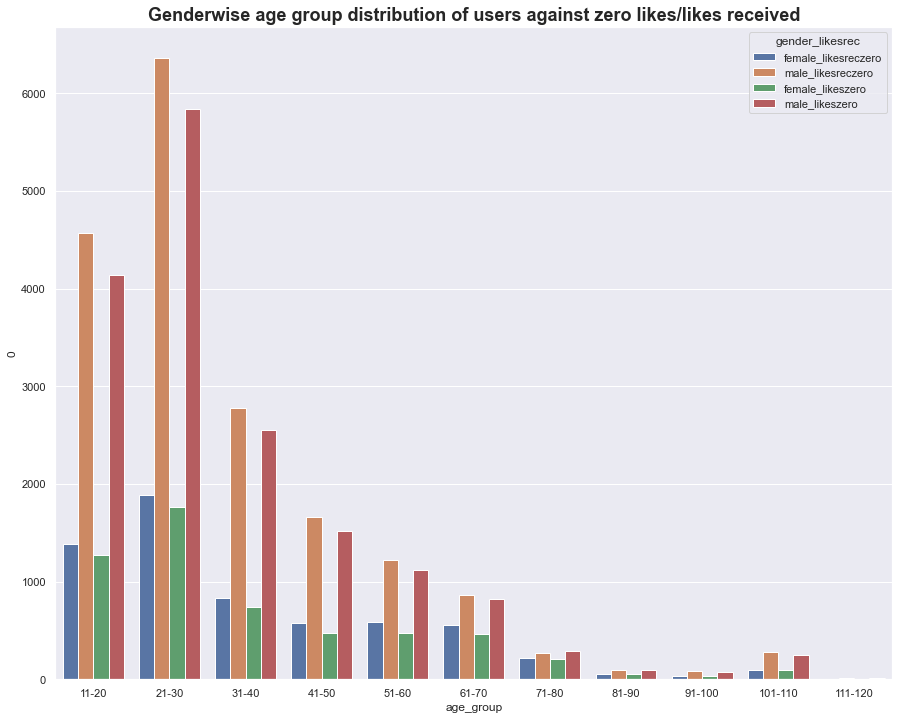 Genderwise age group distribution of users against zero likes/likes received
gender_likesrec
female_likesreczero
male_likesreczero
female_likeszero
male_likeszero
6000
5000
4000
3000
2000
1000
0
0
11-20 21-30 31-40 41-50 51-60 61-70 71-80 81-90 91-100 101-110 111-120
age_group